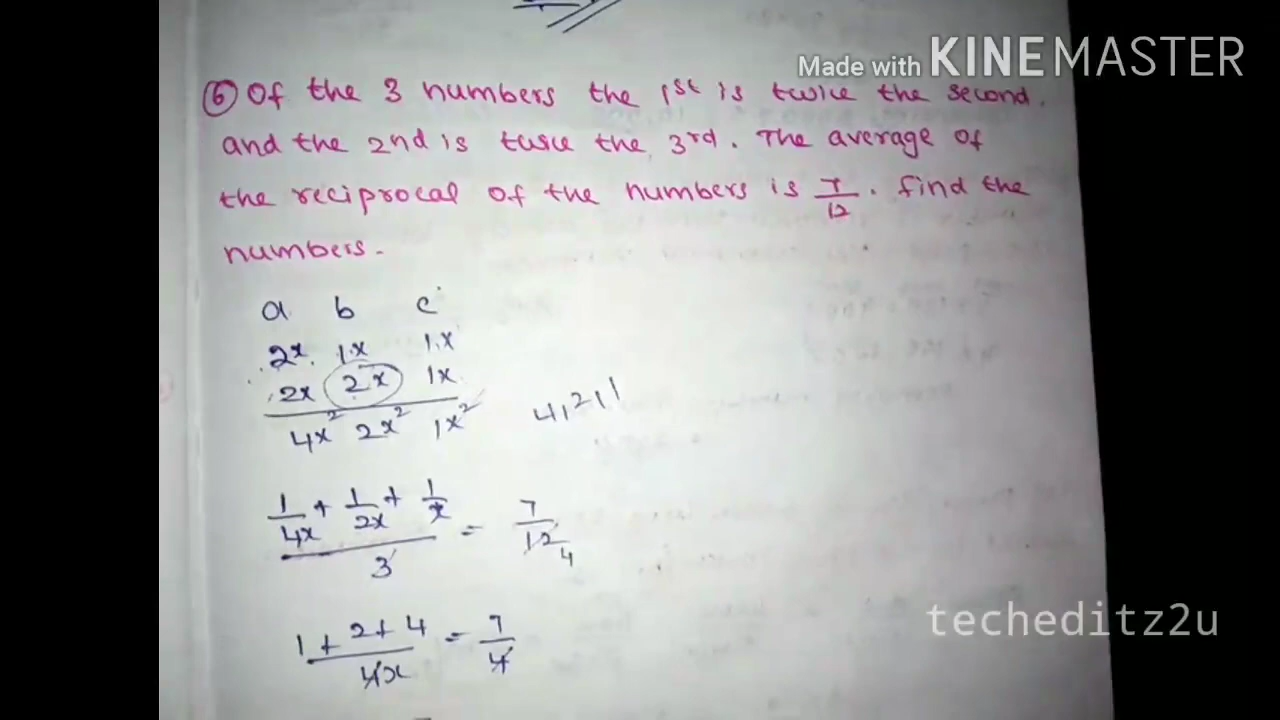 Made with KINEMASTER
⑥ Of the 3 numbers the 1st is twice the second.
and the 2nd is twice the 3rd. The average of
the reciprocal of the numbers is 7/12. find the
numbers.
a b c
2x. 1x 1x
2x 2x 1x
4x² 2x² 1x²
4,2,1
1/4x + 1/2x + 1/x
3
= 7/12
4
1+2+4/4x = 7/4
techeditz2u